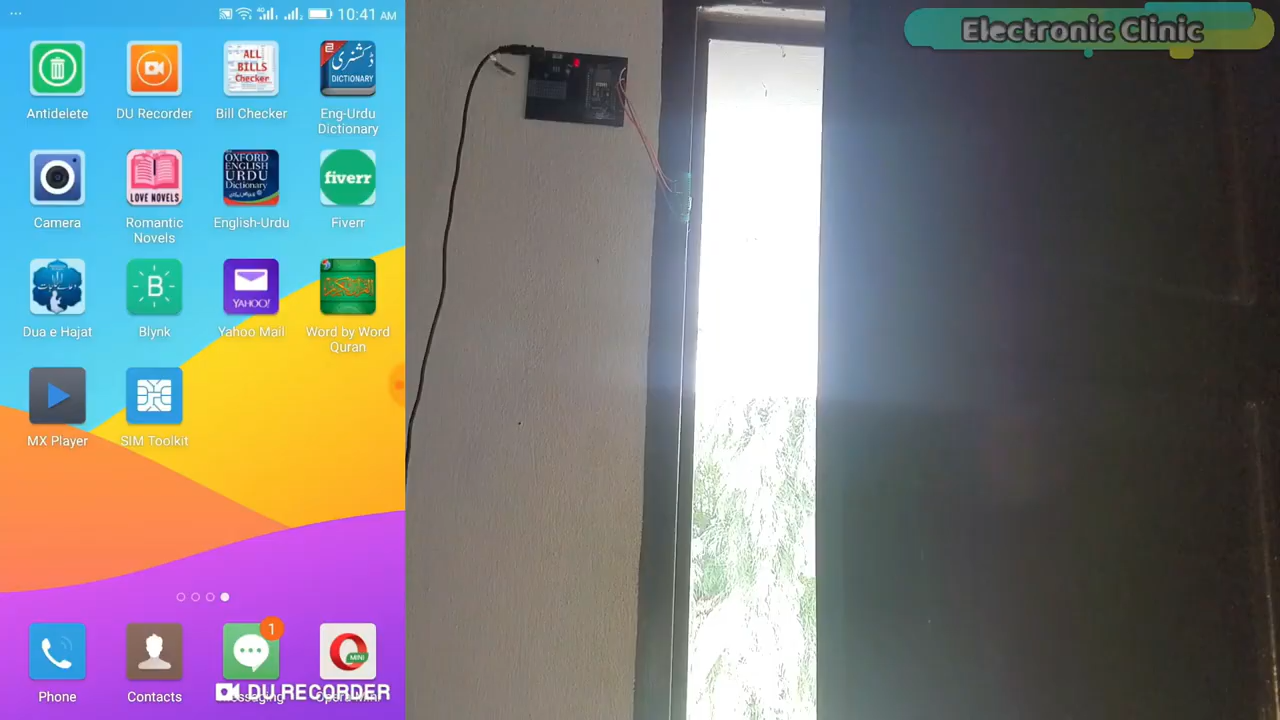 10:41 AM
Electronic Clinic
ALL
BILLS
Checker
ڈکشنری
DICTIONARY
Antidelete
DU Recorder
Bill Checker
Eng-Urdu
Dictionary
LOVE NOVELS
OXFORD
ENGLISH
URDU
Dictionary
fiverr
Camera
Romantic
Novels
English-Urdu
Fiverr
B
YAHOO!
Dua e Hajat
Blynk
Yahoo Mail
Word by Word
Quran
MX Player
SIM Toolkit
1
MINI
Phone
Contacts
DU RECORDER